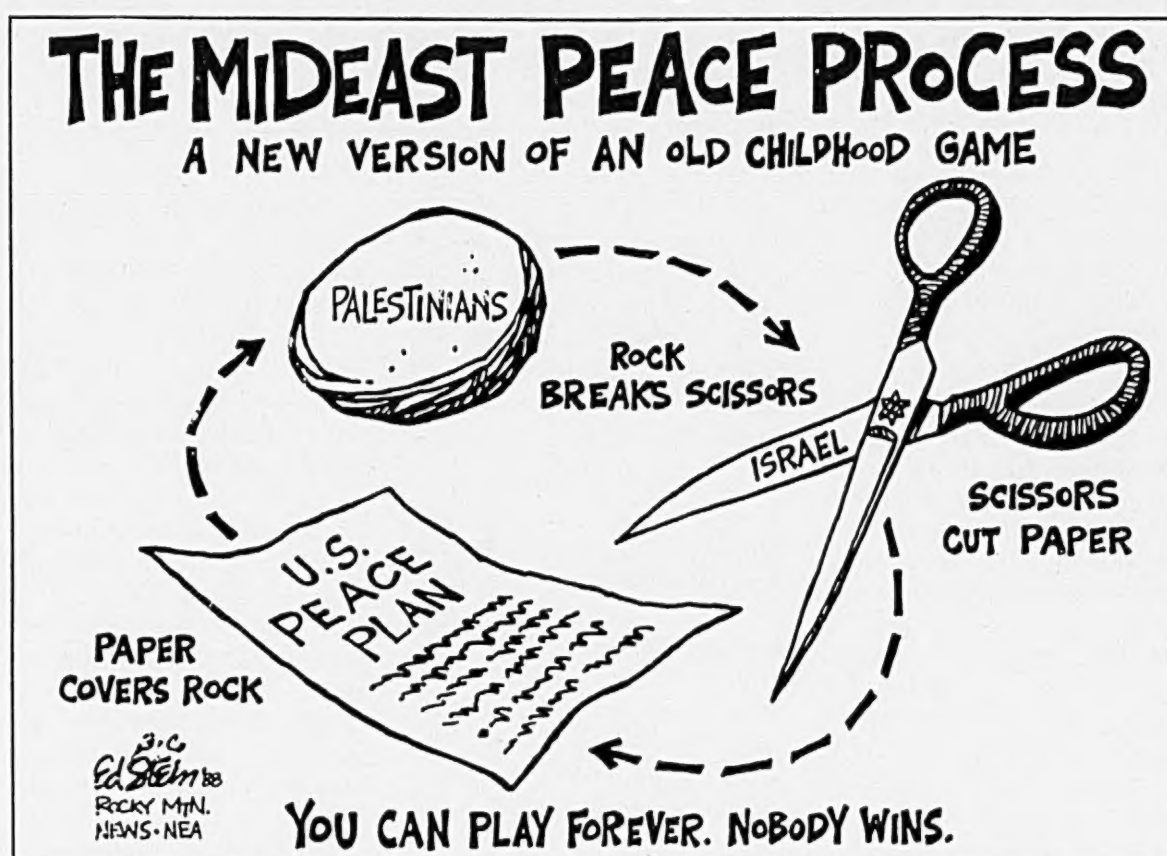 THE MIDEAST PEACE PROCESS
A NEW VERSION OF AN OLD CHILDHOOD GAME
PALESTINIANS
ROCK
BREAKS SCISSORS
ISRAEL
SCISSORS
CUT PAPER
U.S.
PEACE
PLAN
PAPER
COVERS ROCK
Ed Stein '88
ROCKY MTN.
NEWS·NEA
YOU CAN PLAY FOREVER. NOBODY WINS.